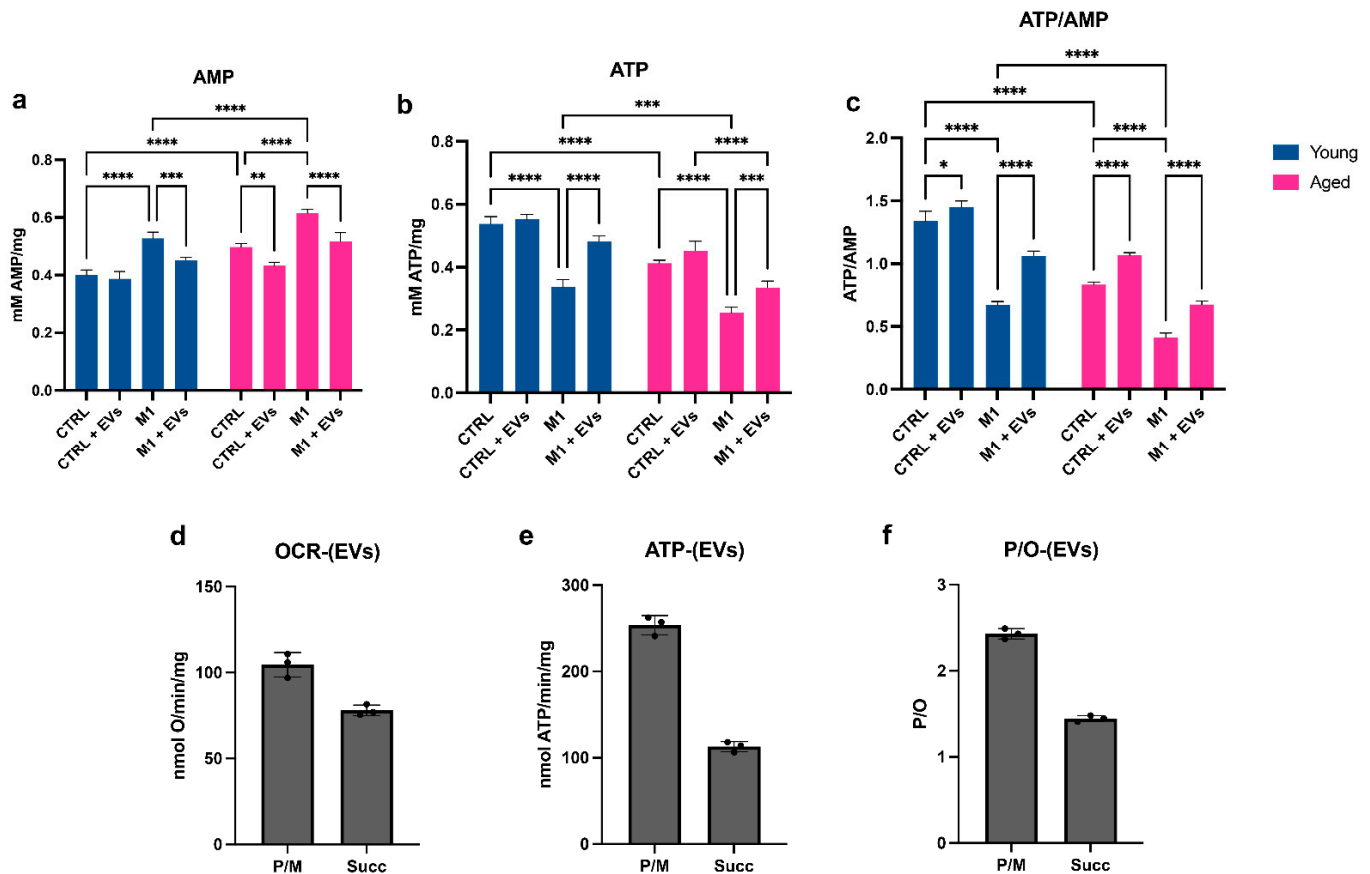 a
AMP
mM AMP/mg
0.8
0.6
0.4
0.2
0.0
****
****
****
****
***
**
****
CTRL
CTRL + EVs
M1
M1 + EVs
CTRL
CTRL + EVs
M1
M1 + EVs
b
ATP
mM ATP/mg
0.8
0.6
0.4
0.2
0.0
***
****
****
****
****
****
***
CTRL
CTRL + EVs
M1
M1 + EVs
CTRL
CTRL + EVs
M1
M1 + EVs
c
ATP/AMP
ATP/AMP
2.0
1.5
1.0
0.5
0.0
****
****
****
****
*
****
****
****
CTRL
CTRL + EVs
M1
M1 + EVs
CTRL
CTRL + EVs
M1
M1 + EVs
Young
Aged
d
OCR-(EVs)
nmol O/min/mg
150
100
50
0
P/M
Succ
e
ATP-(EVs)
nmol ATP/min/mg
300
200
100
0
P/M
Succ
f
P/O-(EVs)
P/O
3
2
1
0
P/M
Succ